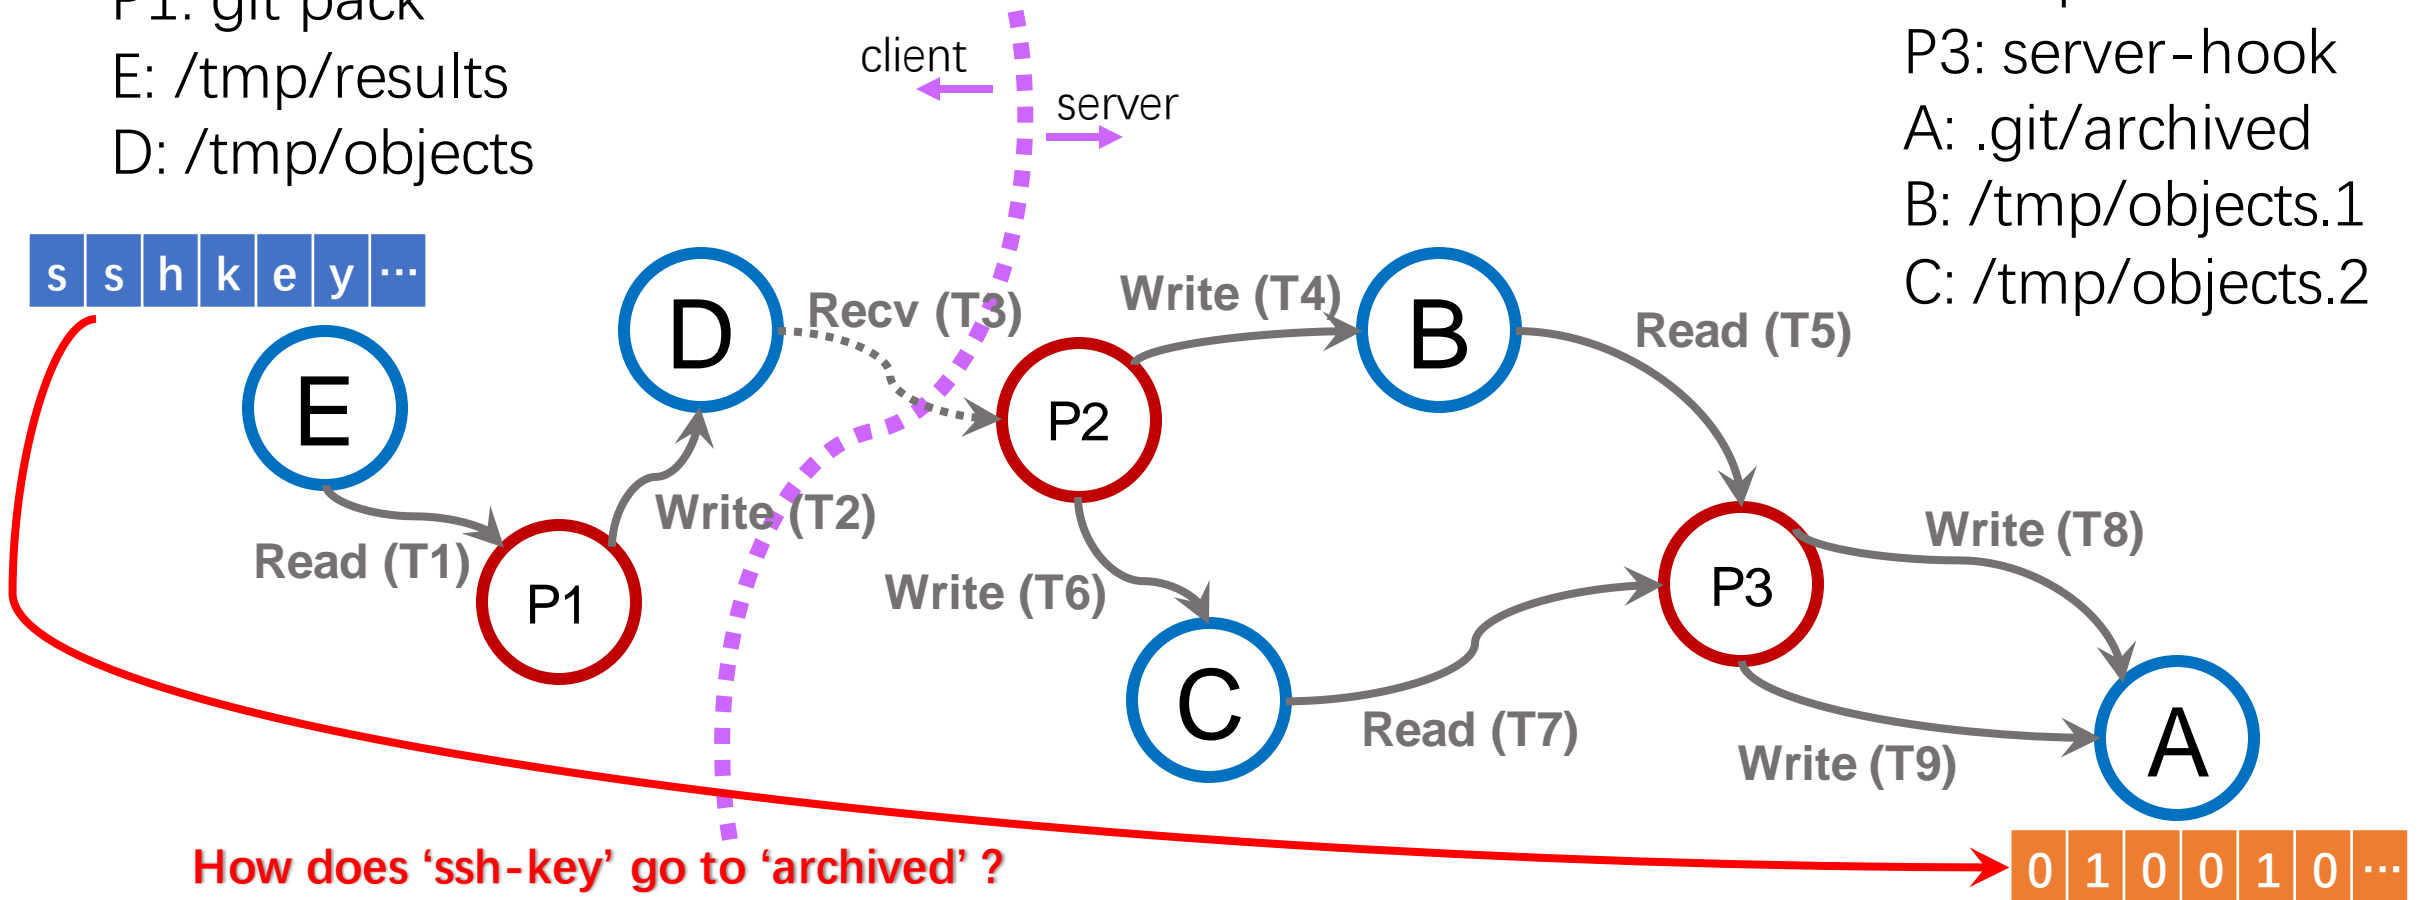 P1: git pack
E: /tmp/results
D: /tmp/objects
client
server
P3: server-hook
A: .git/archived
B: /tmp/objects.1
C: /tmp/objects.2
s s h k e y ...
E
D
Recv (T3)
Write (T4)
B
Read (T5)
P2
Read (T1)
Write (T2)
P1
Write (T6)
C
Read (T7)
P3
Write (T8)
Write (T9)
A
How does ‘ssh-key’ go to ‘archived’ ?
0 1 0 0 1 0 ...